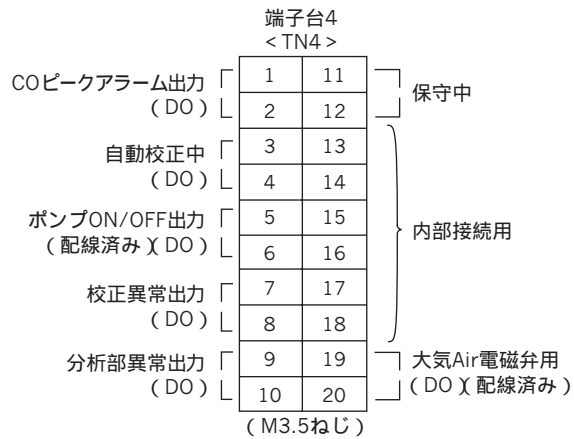 端子台4
<TN4>
COピークアラーム出力
(DO)
1 11
2 12
保守中
自動校正中
(DO)
3 13
4 14
ポンプON/OFF出力
(配線済み)(DO)
5 15
6 16
内部接続用
校正異常出力
(DO)
7 17
8 18
分析部異常出力
(DO)
9 19
10 20
大気Air電磁弁用
(DO)(配線済み)
(M3.5ねじ)